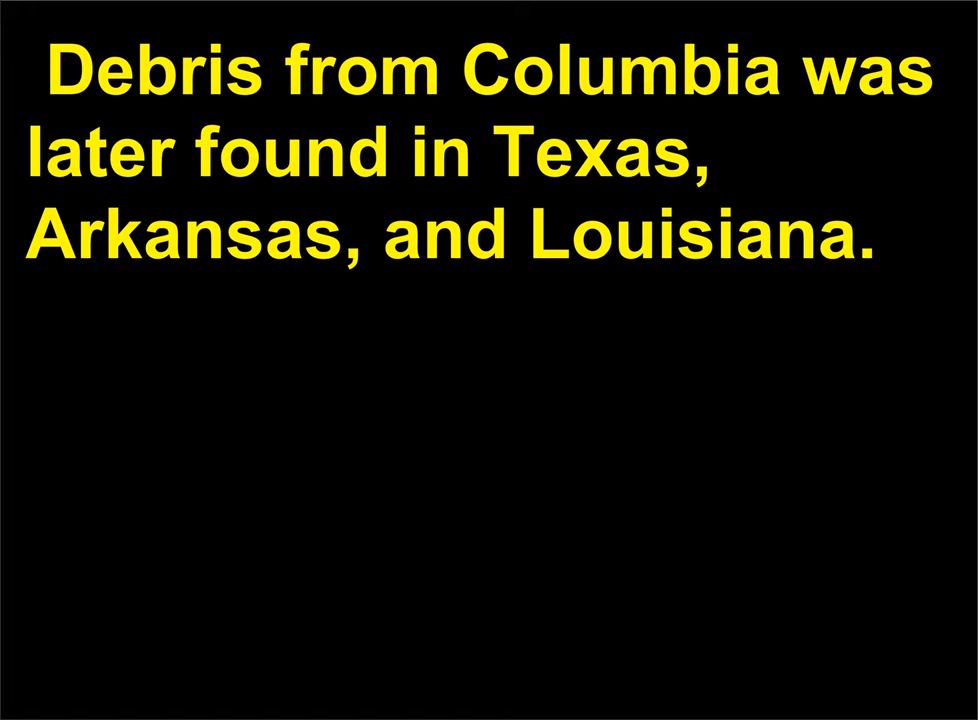 Debris from Columbia was
later found in Texas,
Arkansas, and Louisiana.